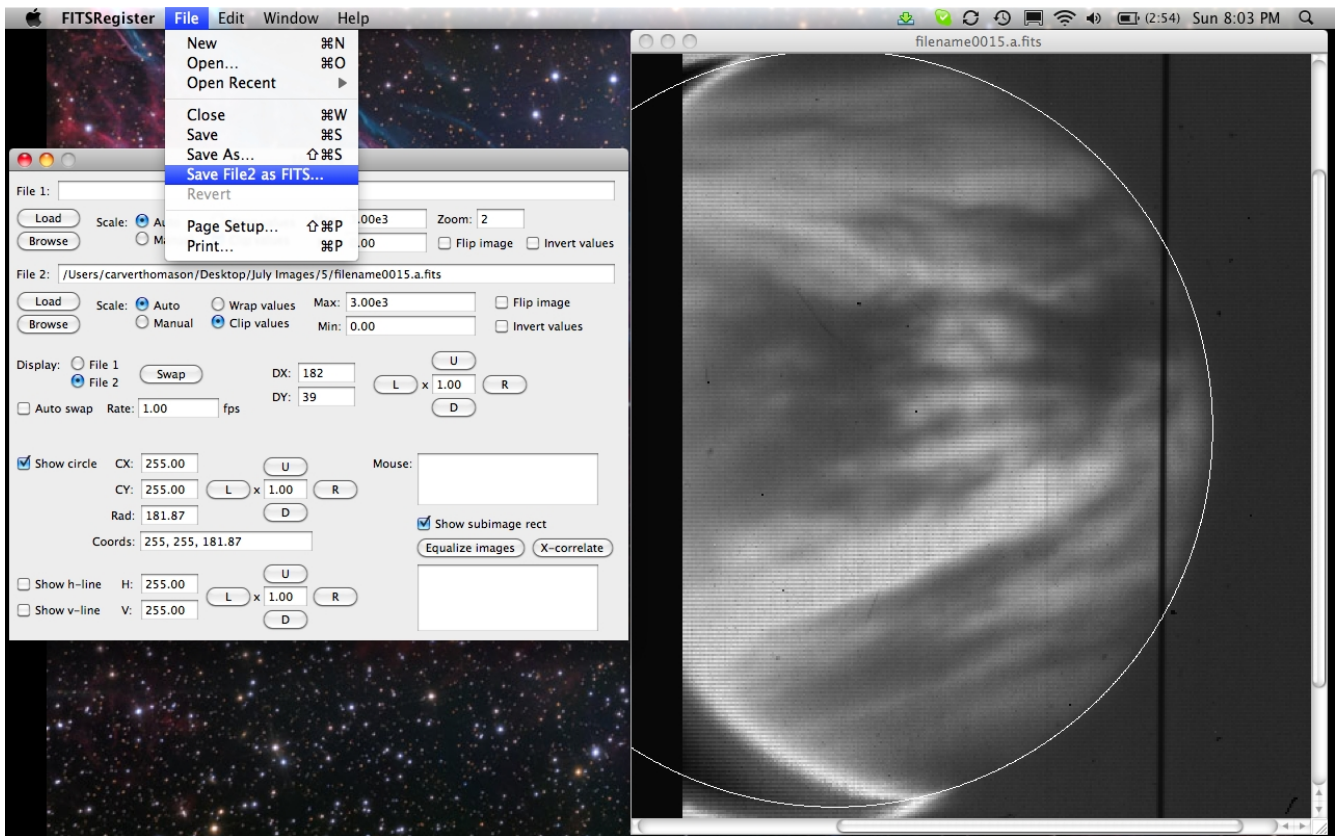 FITSRegister File Edit Window Help (2:54) Sun 8:03 PM
New ⌘N
Open... ⌘O
Open Recent ▶
Close ⌘W
Save ⌘S
Save As... ⇧⌘S
Save File2 as FITS...
Revert
Page Setup... ⇧⌘P
Print... ⌘P
filename0015.a.fits
File 1:
Load Scale: Au .00e3 Zoom: 2
Browse Ma .00 Flip image Invert values
File 2: /Users/carverthomason/Desktop/July Images/5/filename0015.a.fits
Load Scale: Auto Wrap values Max: 3.00e3 Flip image
Browse Manual Clip values Min: 0.00 Invert values
Display: File 1 Swap DX: 182 U
File 2 L x 1.00 R
Auto swap Rate: 1.00 fps DY: 39 D
Show circle CX: 255.00 U Mouse:
CY: 255.00 L x 1.00 R
Rad: 181.87 D Show subimage rect
Coords: 255, 255, 181.87 Equalize images X-correlate
Show h-line H: 255.00 U
L x 1.00 R
Show v-line V: 255.00 D